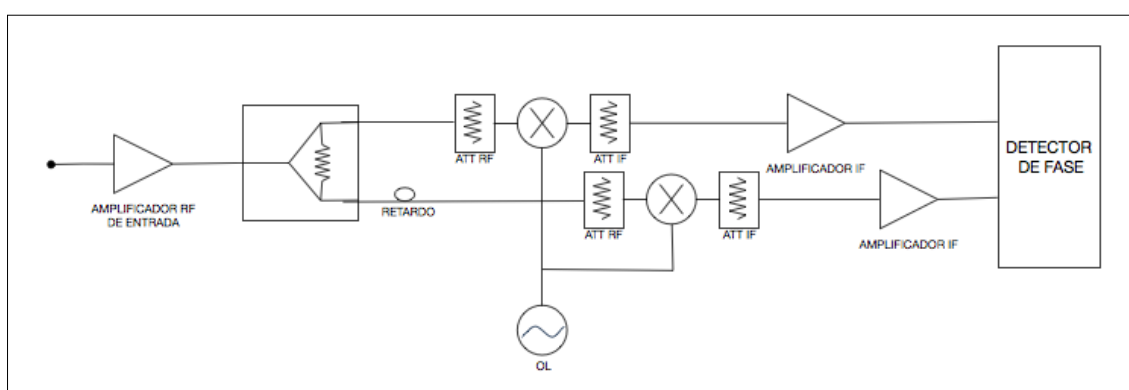 ATT RF
ATT IF
AMPLIFICADOR IF
DETECTOR
DE FASE
AMPLIFICADOR RF
DE ENTRADA
RETARDO
ATT RF
ATT IF
AMPLIFICADOR IF
OL